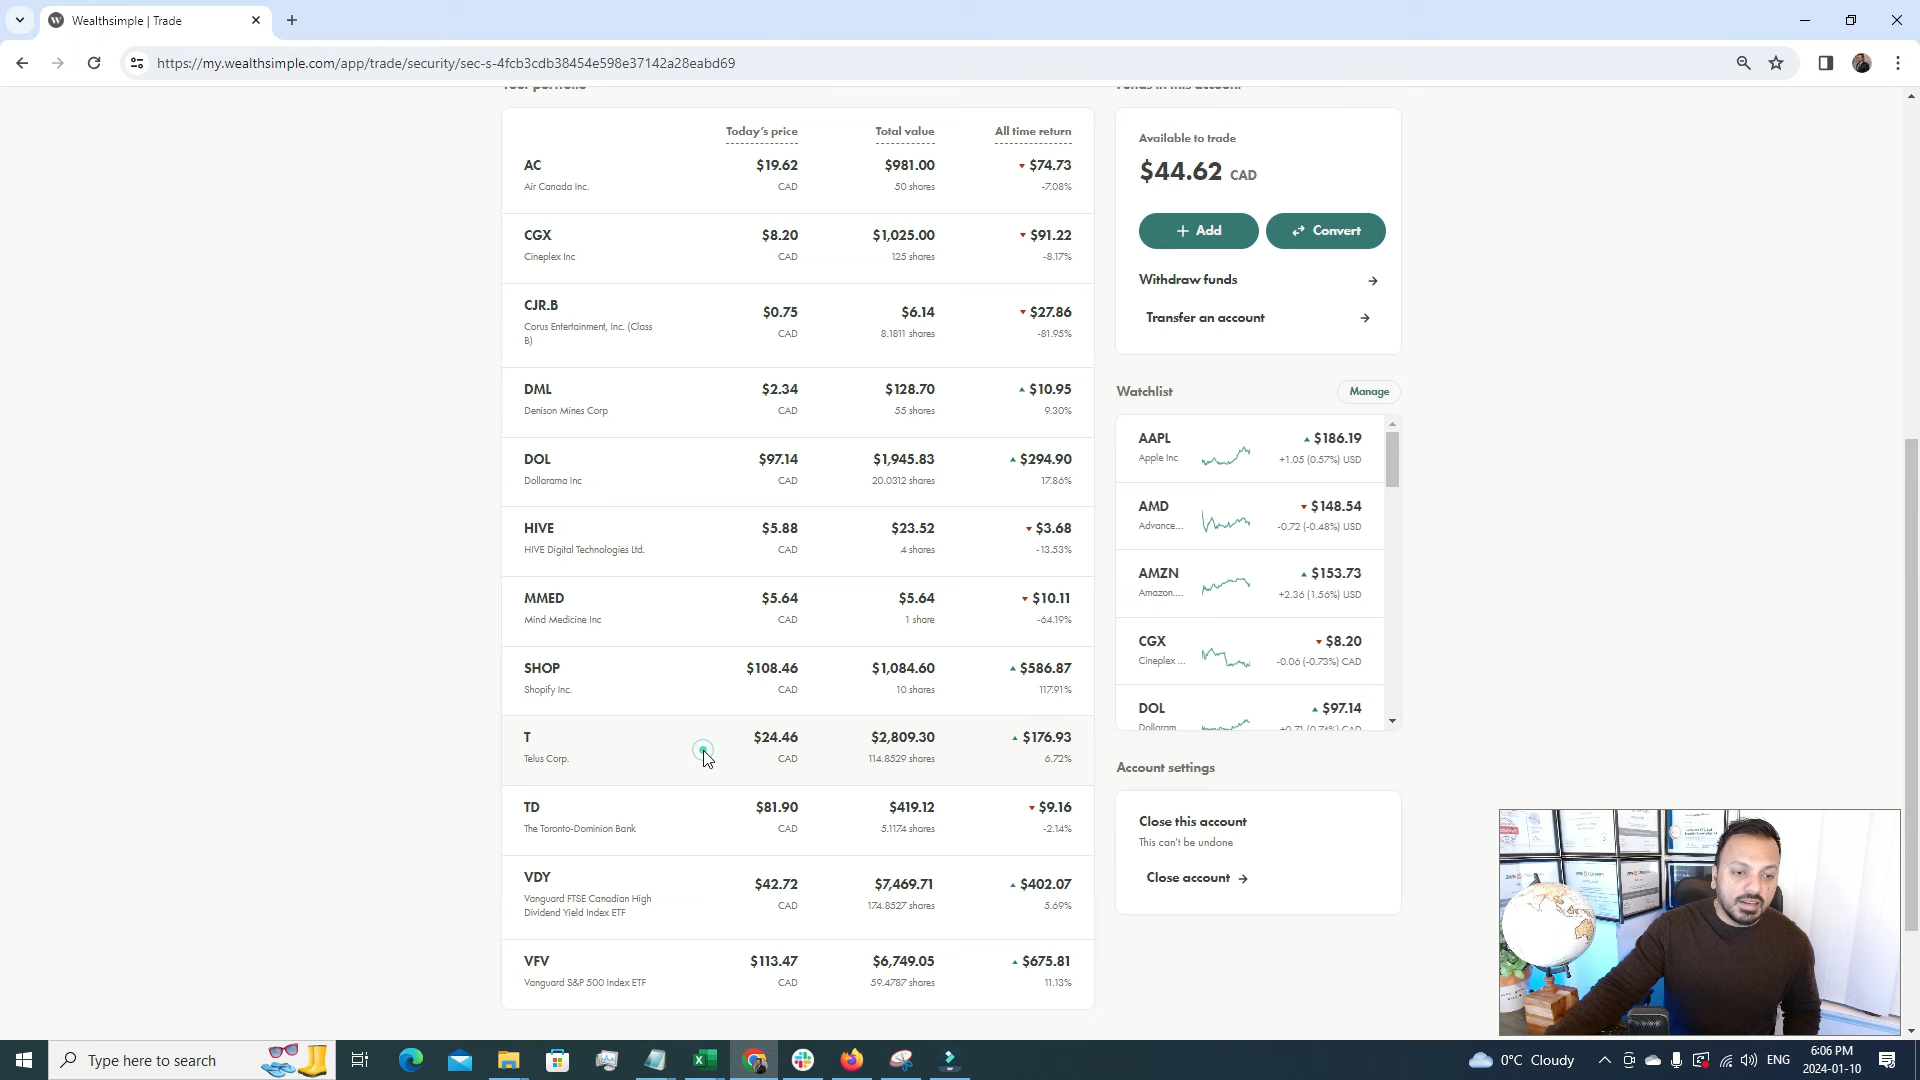 Wealthsimple | Trade
https://my.wealthsimple.com/app/trade/security/sec-s-4fcb3cdb38454e598e37142a28eabd69
Your portfolio
Today's price Total value All time return
AC $19.62 $981.00 $74.73
Air Canada Inc. CAD 50 shares -7.08%
CGX $8.20 $1,025.00 $91.22
Cineplex Inc CAD 125 shares -8.17%
CJR.B
$0.75 $6.14 $27.86
Corus Entertainment, Inc. (Class
CAD 8.1811 shares -81.95%
B)
DML $2.34 $128.70 $10.95
Denison Mines Corp CAD 55 shares 9.30%
DOL $97.14 $1,945.83 $294.90
Dollarama Inc CAD 20.0312 shares 17.86%
HIVE $5.88 $23.52 $3.68
HIVE Digital Technologies Ltd. CAD 4 shares -13.53%
MMED $5.64 $5.64 $10.11
Mind Medicine Inc CAD 1 share -64.19%
SHOP $108.46 $1,084.60 $586.87
Shopify Inc. CAD 10 shares 117.91%
T $24.46 $2,809.30 $176.93
Telus Corp. CAD 114.8529 shares 6.72%
TD $81.90 $419.12 $9.16
The Toronto-Dominion Bank CAD 5.1174 shares -2.14%
VDY
$42.72 $7,469.71 $402.07
Vanguard FTSE Canadian High
CAD 174.8527 shares 5.69%
Dividend Yield Index ETF
VFV $113.47 $6,749.05 $675.81
Vanguard S&P 500 Index ETF CAD 59.4787 shares 11.13%
Funds in this account
Available to trade
$44.62 CAD
+ Add Convert
Withdraw funds
Transfer an account
Watchlist Manage
AAPL $186.19
Apple Inc +1.05 (0.57%) USD
AMD $148.54
Advance... -0.72 (-0.48%) USD
AMZN $153.73
Amazon.... +2.36 (1.56%) USD
CGX $8.20
Cineplex ... -0.06 (-0.73%) CAD
DOL $97.14
Dollaram... +0.71 (0.74%) CAD
Account settings
Close this account
This can't be undone
Close account
Type here to search
0°C Cloudy
ENG
6:06 PM
2024-01-10